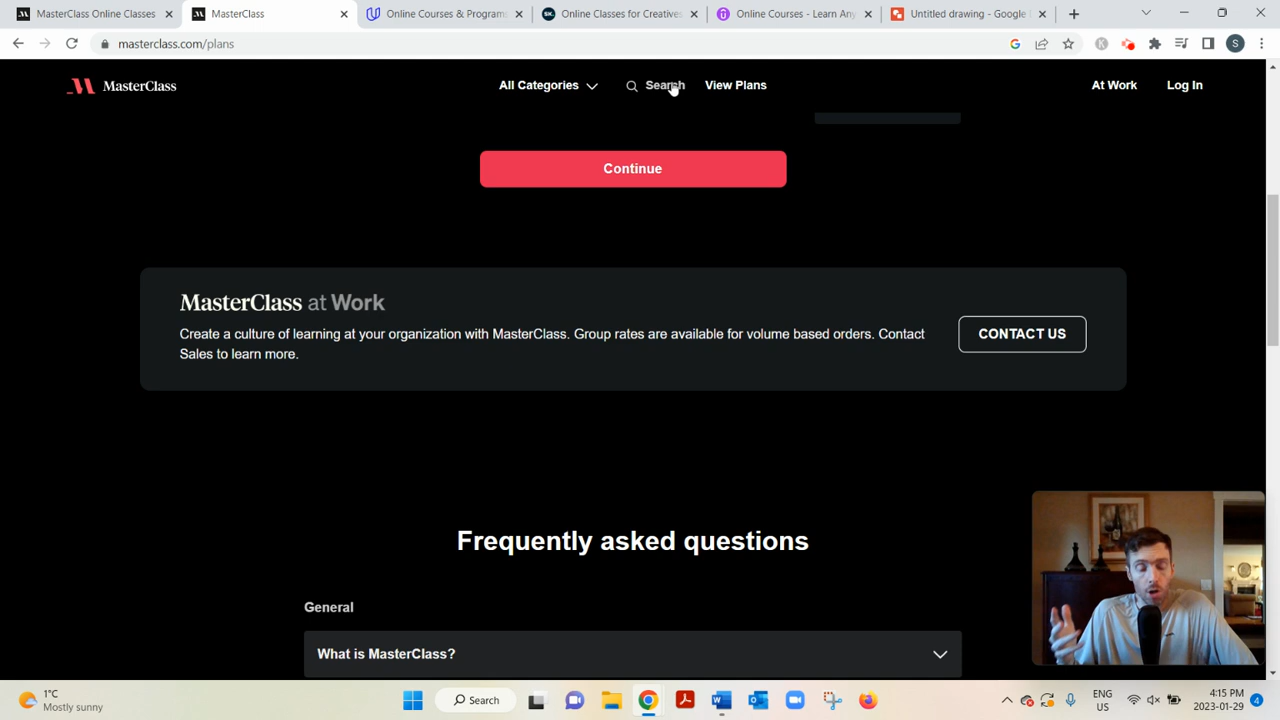 MasterClass Online Classes
MasterClass
Online Courses & Programs
Online Classes for Creatives
Online Courses - Learn Any
Untitled drawing - Google
masterclass.com/plans
S
MasterClass
All Categories
Search
View Plans
At Work
Log In
Continue
MasterClass at Work
Create a culture of learning at your organization with MasterClass. Group rates are available for volume based orders. Contact
Sales to learn more.
CONTACT US
Frequently asked questions
General
What is MasterClass?
1°C
Mostly sunny
Search
ENG
US
4:15 PM
2023-01-29
4